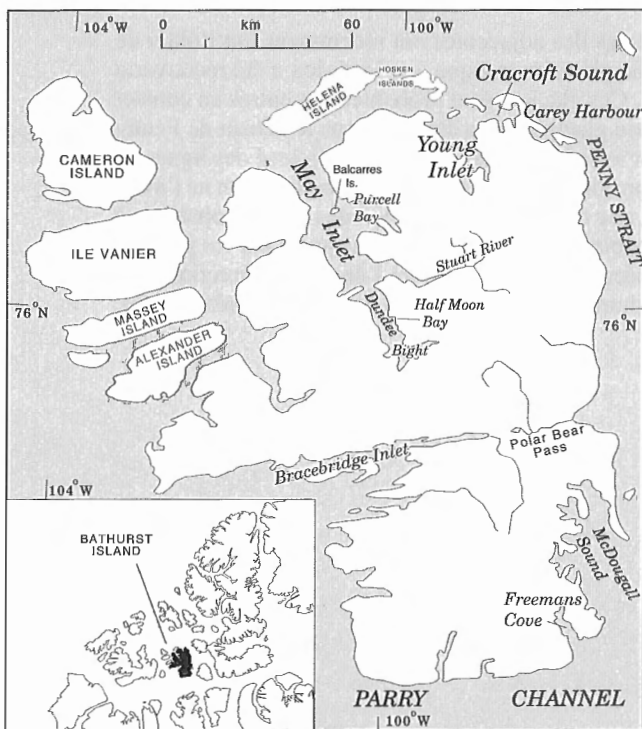 104°W
0
km
60
100°W
HOSKEN
ISLANDS
HELENA
ISLAND
Cracroft Sound
Carey Harbour
CAMERON
ISLAND
Young
Inlet
PENNY STRAIT
Balcarres
Is.
Purcell
Bay
May
Inlet
ILE VANIER
Stuart River
76°N
MASSEY
ISLAND
Dundee
Bight
Half Moon
Bay
76°N
ALEXANDER
ISLAND
Polar Bear
Pass
Bracebridge Inlet
104°W
BATHURST
ISLAND
McDougall
Sound
Freemans
Cove
PARRY CHANNEL
100°W